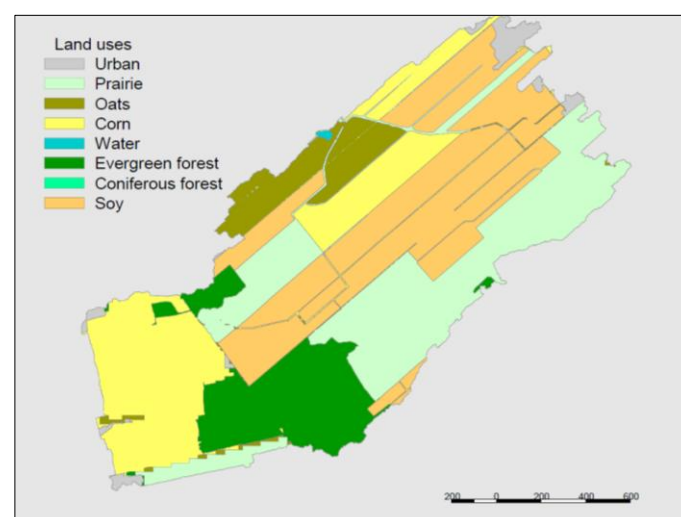 Land uses
Urban
Prairie
Oats
Corn
Water
Evergreen forest
Coniferous forest
Soy
200 0 200 400 600